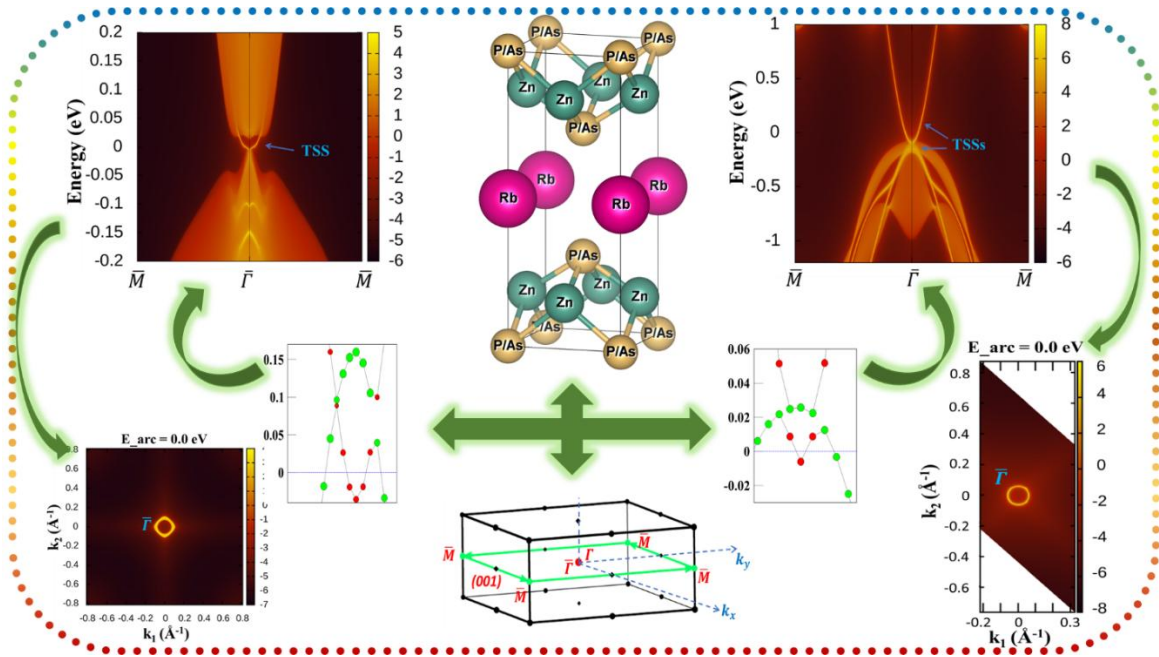 0.2
0.15
0.1
0.05
0
-0.05
-0.1
-0.15
-0.2
Energy (eV)
TSS
M̄
Γ̄
M̄
5
4
3
2
1
0
-1
-2
-3
-4
-5
-6
P/As
P/As
P/As
P/As
Zn
Zn
Zn
Zn
P/As
Rb
Rb
Rb
Rb
P/As
Zn
Zn
Zn
Zn
P/As
P/As
P/As
P/As
1
0.5
0
-0.5
-1
Energy (eV)
TSSs
M̄
Γ̄
M̄
8
6
4
2
0
-2
-4
-6
0.15
0.1
0.05
0
0.06
0.04
0.02
0
-0.02
E_arc = 0.0 eV
0.8
0.6
0.4
0.2
0
-0.2
-0.4
-0.6
-0.8
k₂ (Å⁻¹)
Γ̄
-0.8 -0.6 -0.4 -0.2 0 0.2 0.4 0.6 0.8
k₁ (Å⁻¹)
2
1
0
-1
-2
-3
-4
-5
-6
-7
M̄
M̄
Γ
Γ̄
(001)
M̄
M̄
k_y
k_x
E_arc = 0.0 eV
0.8
0.6
0.4
0.2
0
-0.2
-0.4
-0.6
k₂ (Å⁻¹)
Γ̄
-0.2 0 0.3
k₁ (Å⁻¹)
6
4
2
0
-2
-4
-6
-8